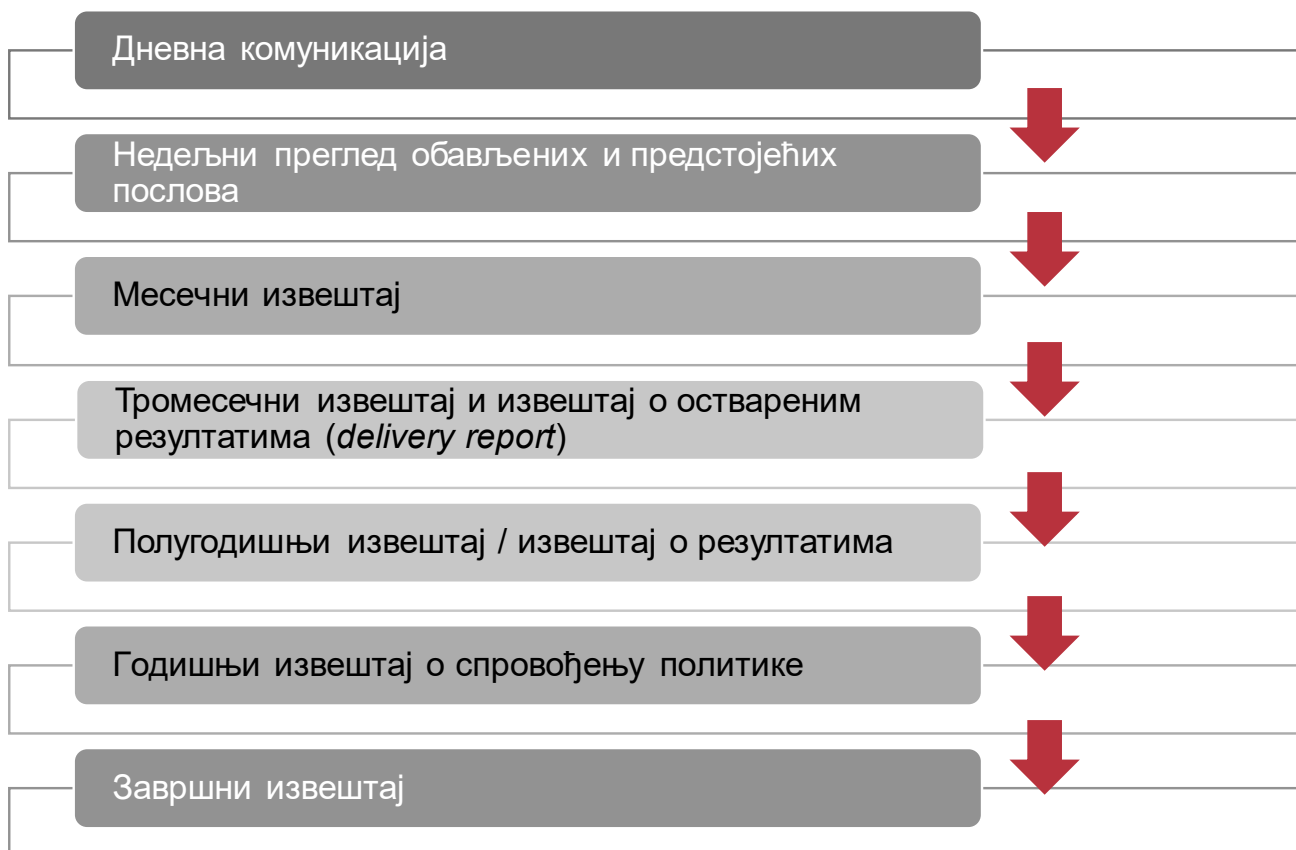 Дневна комуникација
Недељни преглед обављених и предстојећих
послова
Месечни извештај
Тромесечни извештај и извештај о оствареним
резултатима (delivery report)
Полугодишњи извештај / извештај о резултатима
Годишњи извештај о спровођењу политике
Завршни извештај